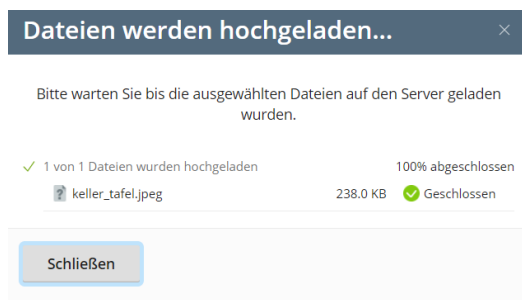 Dateien werden hochgeladen...
Bitte warten Sie bis die ausgewählten Dateien auf den Server geladen
wurden.
1 von 1 Dateien wurden hochgeladen 100% abgeschlossen
keller_tafel.jpeg 238.0 KB Geschlossen
Schließen